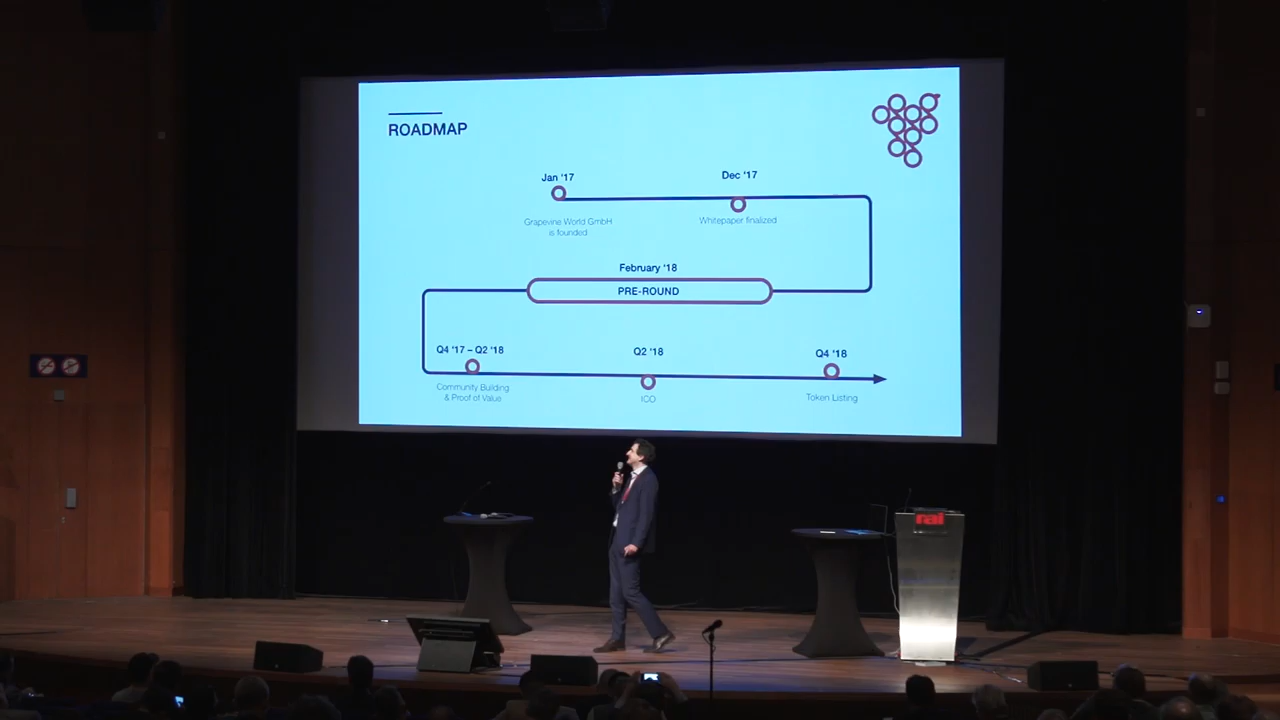 ROADMAP
Jan '17
Dec '17
Grapevine World GmbH
is founded
Whitepaper finalized
February '18
PRE-ROUND
Q4 '17 – Q2 '18
Q2 '18
Q4 '18
Community Building
& Proof of Value
ICO
Token Listing
rai